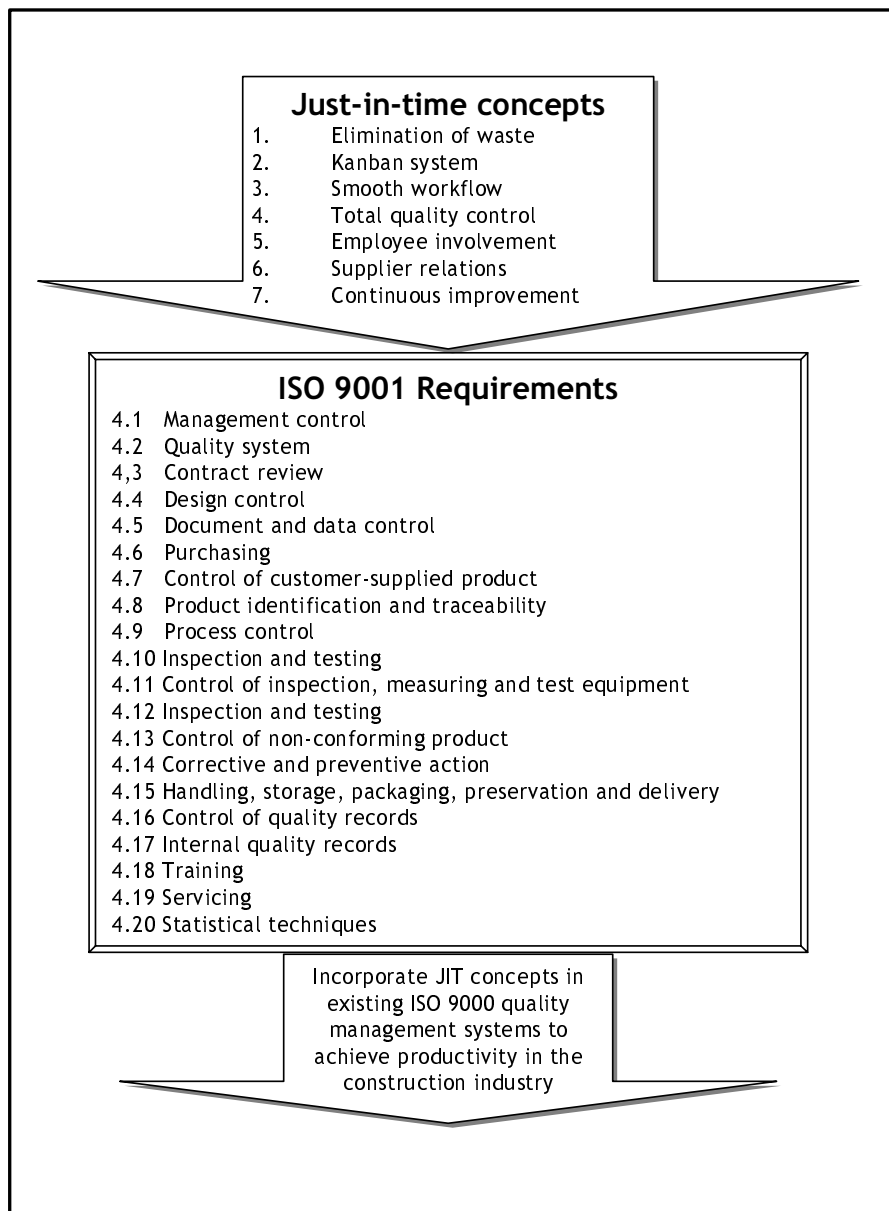 Just-in-time concepts
1. Elimination of waste
2. Kanban system
3. Smooth workflow
4. Total quality control
5. Employee involvement
6. Supplier relations
7. Continuous improvement
ISO 9001 Requirements
4.1 Management control
4.2 Quality system
4,3 Contract review
4.4 Design control
4.5 Document and data control
4.6 Purchasing
4.7 Control of customer-supplied product
4.8 Product identification and traceability
4.9 Process control
4.10 Inspection and testing
4.11 Control of inspection, measuring and test equipment
4.12 Inspection and testing
4.13 Control of non-conforming product
4.14 Corrective and preventive action
4.15 Handling, storage, packaging, preservation and delivery
4.16 Control of quality records
4.17 Internal quality records
4.18 Training
4.19 Servicing
4.20 Statistical techniques
Incorporate JIT concepts in
existing ISO 9000 quality
management systems to
achieve productivity in the
construction industry